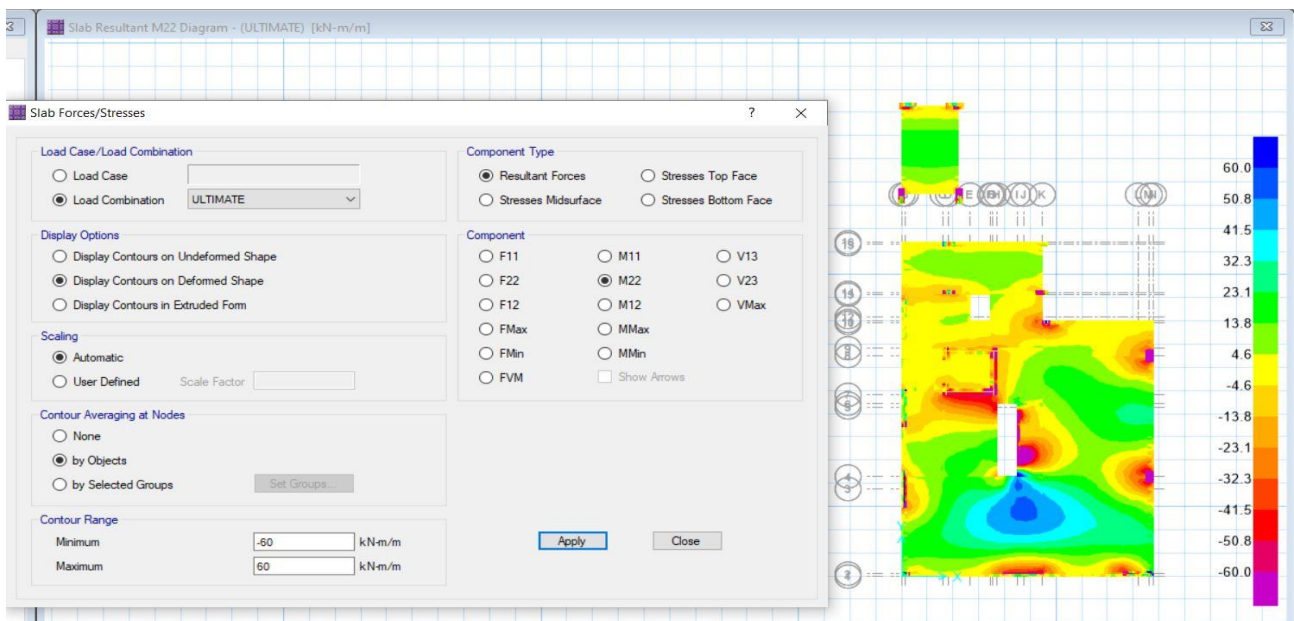 Slab Resultant M22 Diagram - (ULTIMATE) [kN-m/m]
Slab Forces/Stresses
?
Load Case/Load Combination
Load Case
Load Combination
ULTIMATE
Display Options
Display Contours on Undeformed Shape
Display Contours on Deformed Shape
Display Contours in Extruded Form
Scaling
Automatic
User Defined
Scale Factor
Contour Averaging at Nodes
None
by Objects
by Selected Groups
Set Groups...
Contour Range
Minimum
-60
kN-m/m
Maximum
60
kN-m/m
Component Type
Resultant Forces
Stresses Top Face
Stresses Midsurface
Stresses Bottom Face
Component
F11
M11
V13
F22
M22
V23
F12
M12
VMax
FMax
MMax
FMin
MMin
FVM
Show Arrows
Apply
Close
E
I
J
K
X
60.0
50.8
41.5
32.3
23.1
13.8
4.6
-4.6
-13.8
-23.1
-32.3
-41.5
-50.8
-60.0